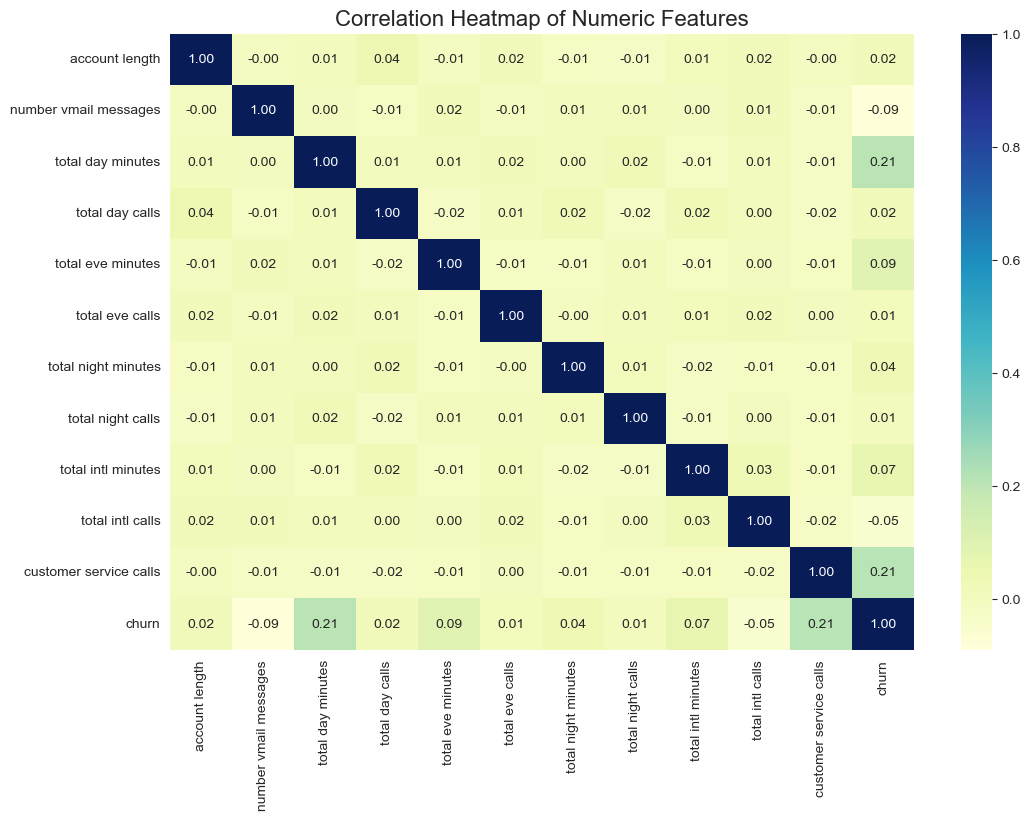 Correlation Heatmap of Numeric Features
account length 1.00 -0.00 0.01 0.04 -0.01 0.02 -0.01 -0.01 0.01 0.02 -0.00 0.02
number vmail messages -0.00 1.00 0.00 -0.01 0.02 -0.01 0.01 0.01 0.00 0.01 -0.01 -0.09
total day minutes 0.01 0.00 1.00 0.01 0.01 0.02 0.00 0.02 -0.01 0.01 -0.01 0.21
total day calls 0.04 -0.01 0.01 1.00 -0.02 0.01 0.02 -0.02 0.02 0.00 -0.02 0.02
total eve minutes -0.01 0.02 0.01 -0.02 1.00 -0.01 -0.01 0.01 -0.01 0.00 -0.01 0.09
total eve calls 0.02 -0.01 0.02 0.01 -0.01 1.00 -0.00 0.01 0.01 0.02 0.00 0.01
total night minutes -0.01 0.01 0.00 0.02 -0.01 -0.00 1.00 0.01 -0.02 -0.01 -0.01 0.04
total night calls -0.01 0.01 0.02 -0.02 0.01 0.01 0.01 1.00 -0.01 0.00 -0.01 0.01
total intl minutes 0.01 0.00 -0.01 0.02 -0.01 0.01 -0.02 -0.01 1.00 0.03 -0.01 0.07
total intl calls 0.02 0.01 0.01 0.00 0.00 0.02 -0.01 0.00 0.03 1.00 -0.02 -0.05
customer service calls -0.00 -0.01 -0.01 -0.02 -0.01 0.00 -0.01 -0.01 -0.01 -0.02 1.00 0.21
churn 0.02 -0.09 0.21 0.02 0.09 0.01 0.04 0.01 0.07 -0.05 0.21 1.00
account length
number vmail messages
total day minutes
total day calls
total eve minutes
total eve calls
total night minutes
total night calls
total intl minutes
total intl calls
customer service calls
churn
1.0
0.8
0.6
0.4
0.2
0.0